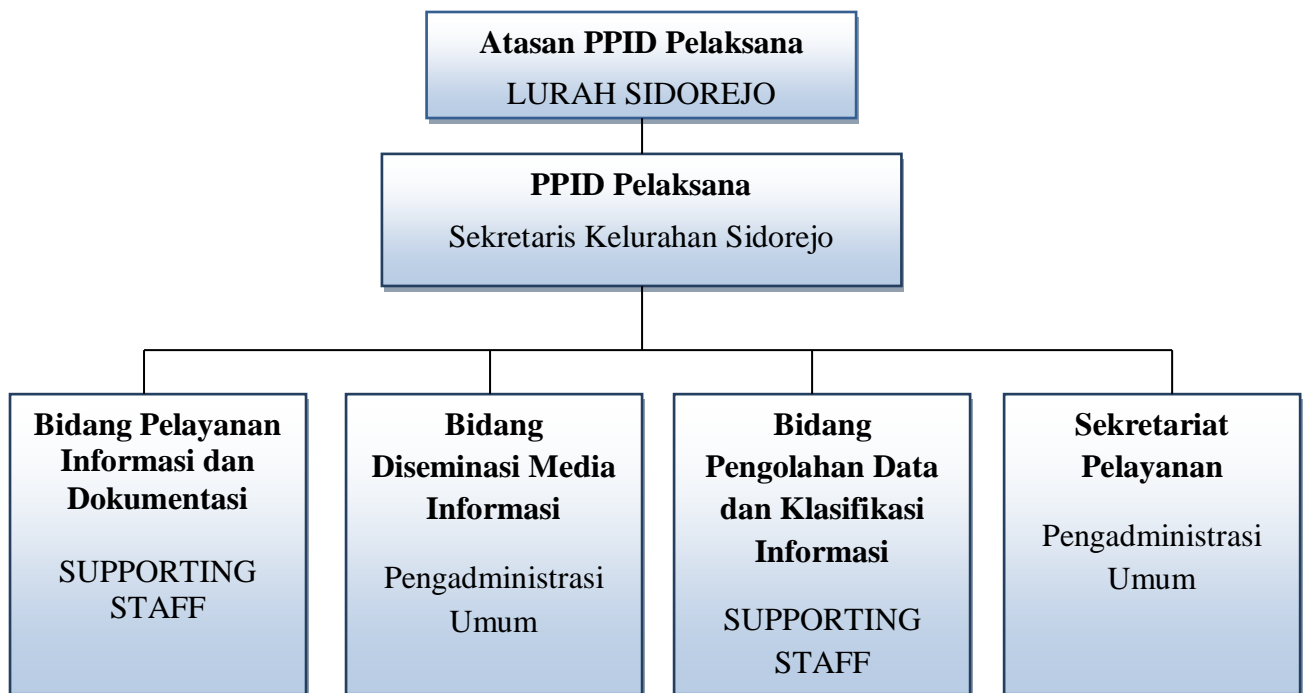 Atasan PPID Pelaksana
LURAH SIDOREJO
PPID Pelaksana
Sekretaris Kelurahan Sidorejo
Bidang Pelayanan
Informasi dan
Dokumentasi
SUPPORTING
STAFF
Bidang
Diseminasi Media
Informasi
Pengadministrasi
Umum
Bidang
Pengolahan Data
dan Klasifikasi
Informasi
SUPPORTING
STAFF
Sekretariat
Pelayanan
Pengadministrasi
Umum